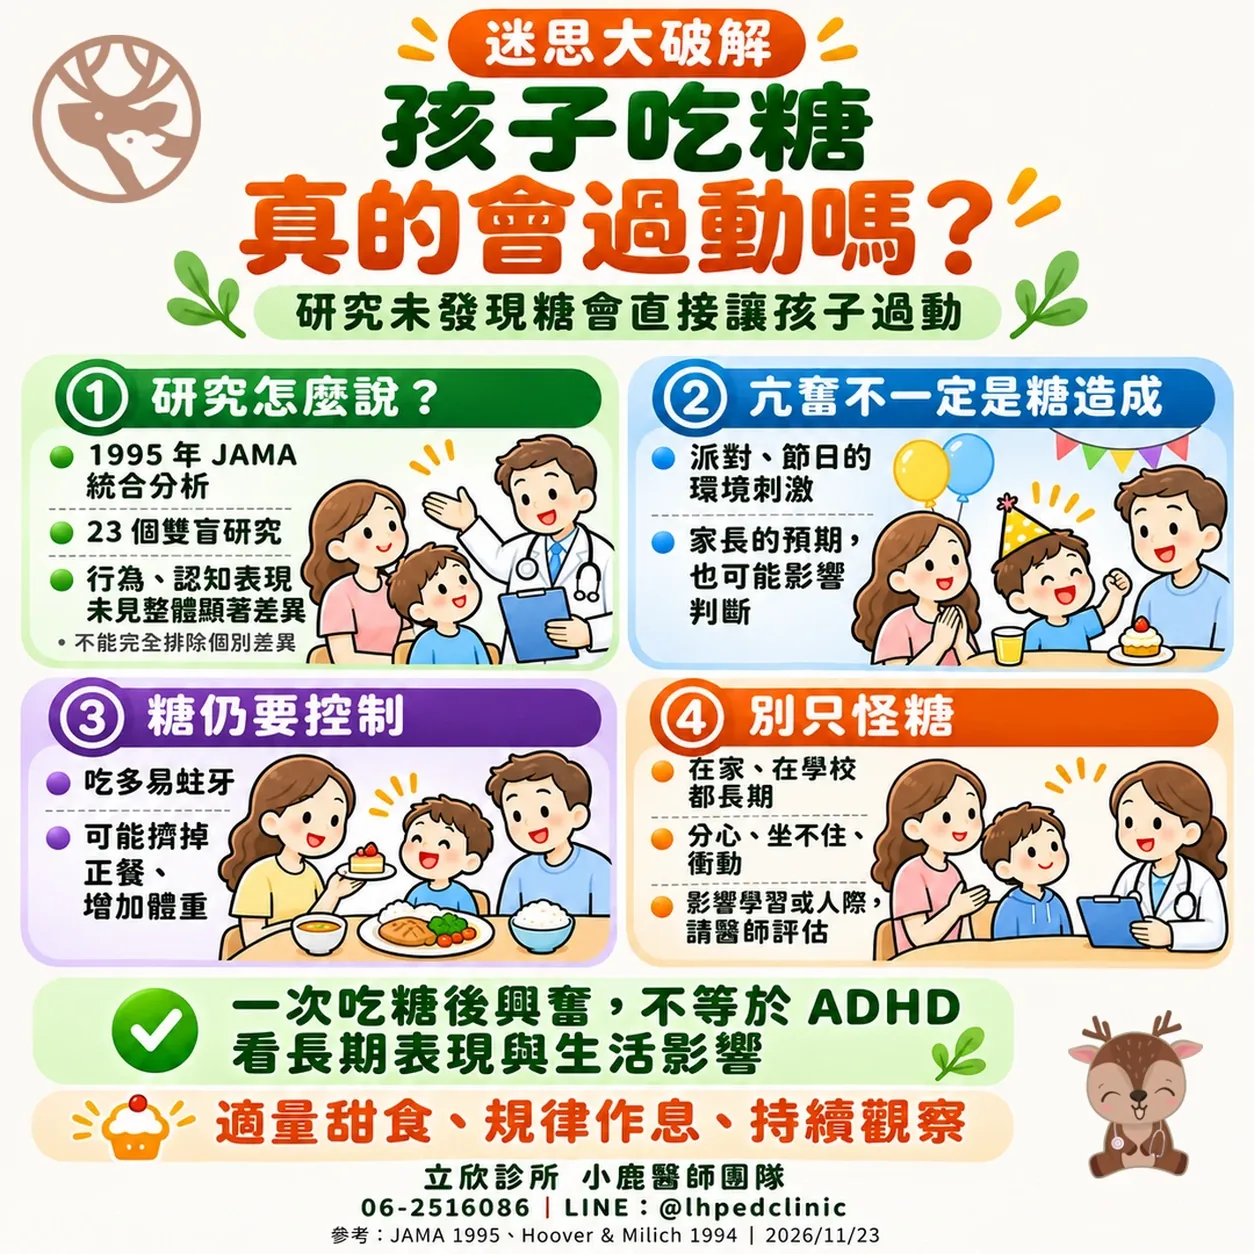 迷思大破解
孩子吃糖
真的會過動嗎？
研究未發現糖會直接讓孩子過動
1 研究怎麼說？
1995 年 JAMA
統合分析
23 個雙盲研究
行為、認知表現
未見整體顯著差異
• 不能完全排除個別差異
2 亢奮不一定是糖造成
派對、節日的
環境刺激
家長的預期，
也可能影響
判斷
3 糖仍要控制
吃多易蛀牙
可能擠掉
正餐、
增加體重
4 別只怪糖
在家、在學校
都長期
分心、坐不住、
衝動
影響學習或人際，
請醫師評估
一次吃糖後興奮，不等於 ADHD
看長期表現與生活影響
適量甜食、規律作息、持續觀察
立欣診所 小鹿醫師團隊
06-2516086 | LINE：@lhpedclinic
參考：JAMA 1995、Hoover & Milich 1994 | 2026/11/23